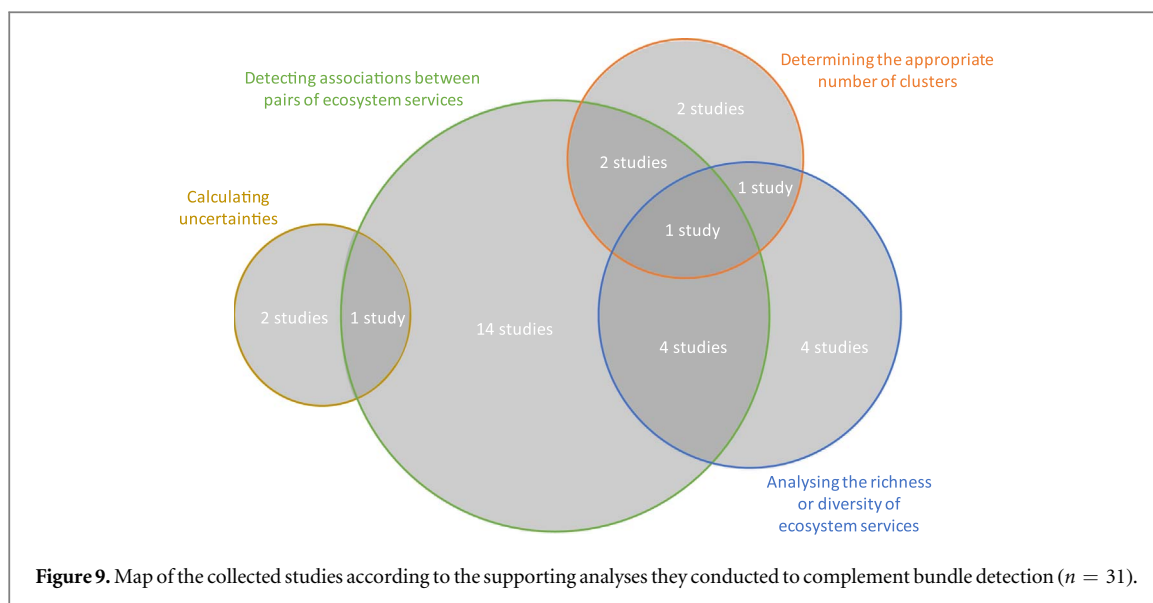 Detecting associations between
pairs of ecosystem services
Determining the appropriate
number of clusters
2 studies
2 studies
1 study
Calculating
uncertainties
1 study
2 studies
1 study
14 studies
4 studies
4 studies
Analysing the richness
or diversity of
ecosystem services
Figure 9. Map of the collected studies according to the supporting analyses they conducted to complement bundle detection (n = 31).